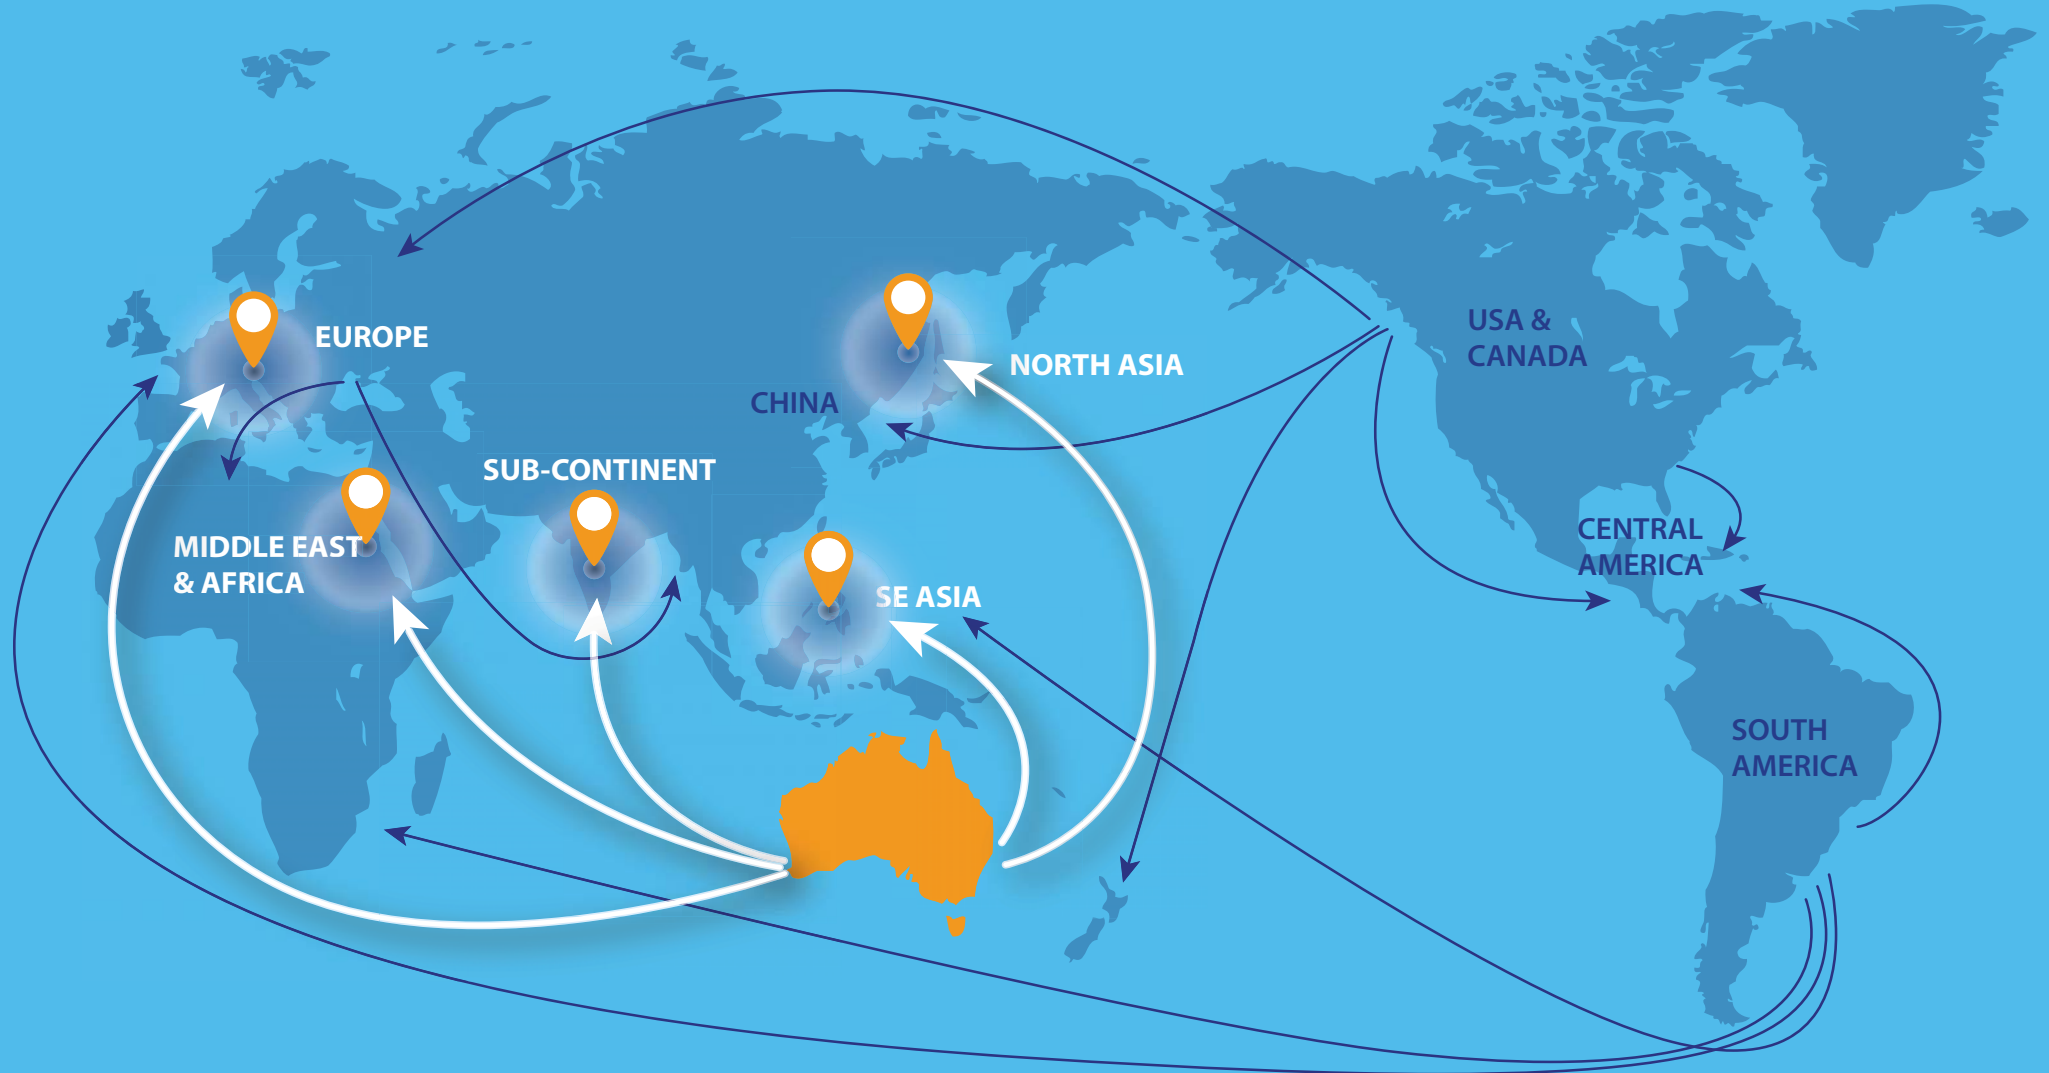 EUROPE
NORTH ASIA
CHINA
USA &
CANADA
SUB-CONTINENT
MIDDLE EAST
& AFRICA
SE ASIA
CENTRAL
AMERICA
SOUTH
AMERICA